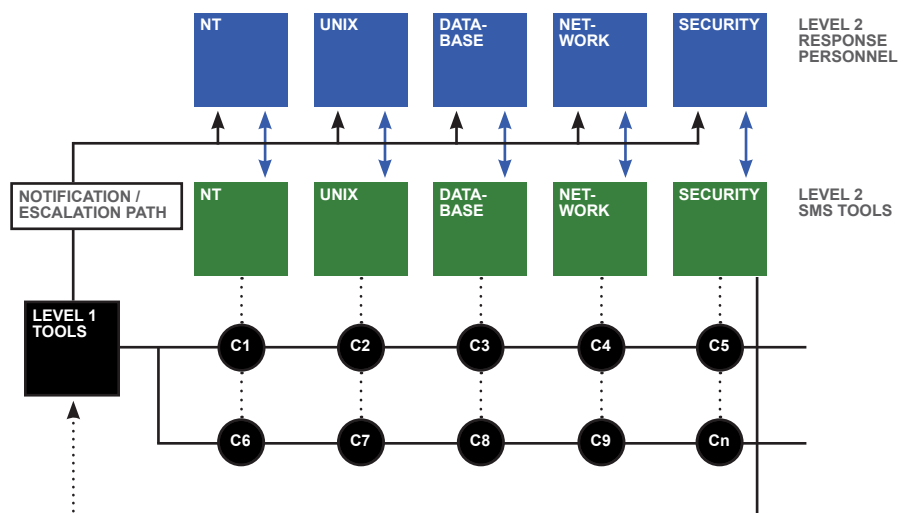 NT
UNIX
DATA-
BASE
NET-
WORK
SECURITY
LEVEL 2
RESPONSE
PERSONNEL
NOTIFICATION /
ESCALATION PATH
NT
UNIX
DATA-
BASE
NET-
WORK
SECURITY
LEVEL 2
SMS TOOLS
LEVEL 1
TOOLS
C1
C2
C3
C4
C5
C6
C7
C8
C9
Cn